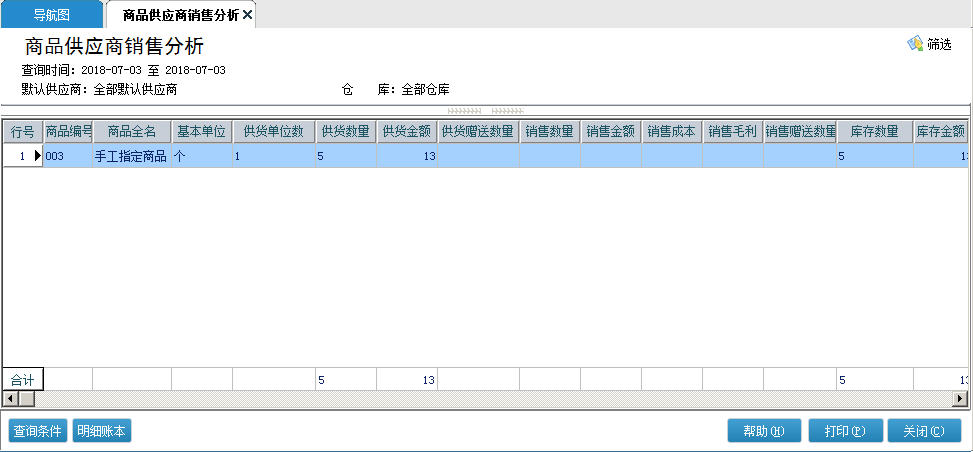 导航图 商品供应商销售分析
商品供应商销售分析
筛选
查询时间：2018-07-03 至 2018-07-03
默认供应商：全部默认供应商 仓 库：全部仓库
行号 商品编号 商品全名 基本单位 供货单位数 供货数量 供货金额 供货赠送数量 销售数量 销售金额 销售成本 销售毛利 销售赠送数量 库存数量 库存金额
1 003 手工指定商品 个 1 5 13 5 13
合计 5 13 5 13
查询条件 明细账本 帮助(H) 打印(P) 关闭(C)